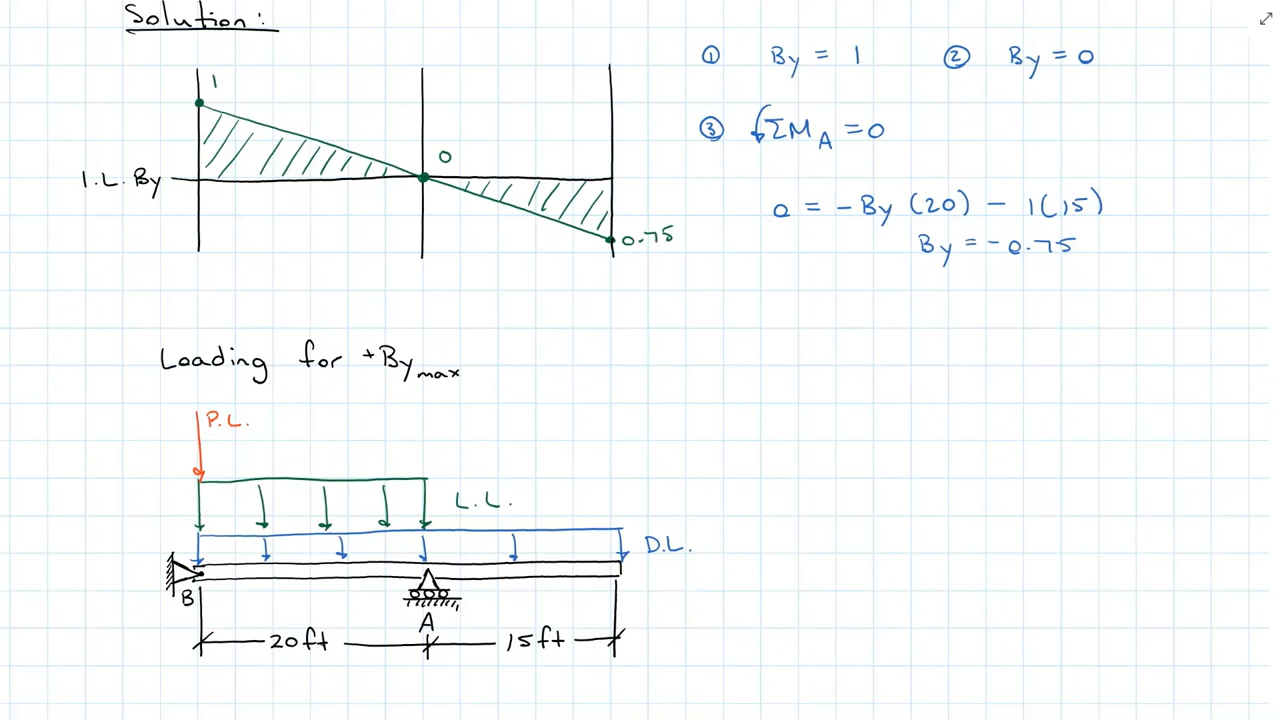 Solution:
1
0
I.L. By
0.75
① By = 1
② By = 0
③ ΣM_A = 0
0 = -By (20) - 1(15)
By = -0.75
Loading for +By max
P.L.
L.L.
D.L.
B
A
20ft
15ft